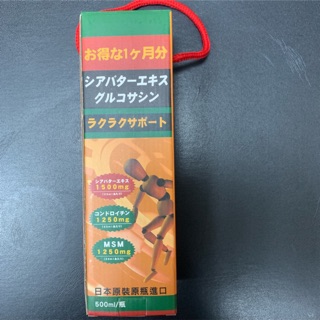 お得な1ヶ月分
シアバターエキス
グルコサシン
ラクラクサポート
シアバターエキス
1500mg
コンドロイチン
1250mg
MSM
1250mg
日本原裝原瓶進口
500ml/瓶